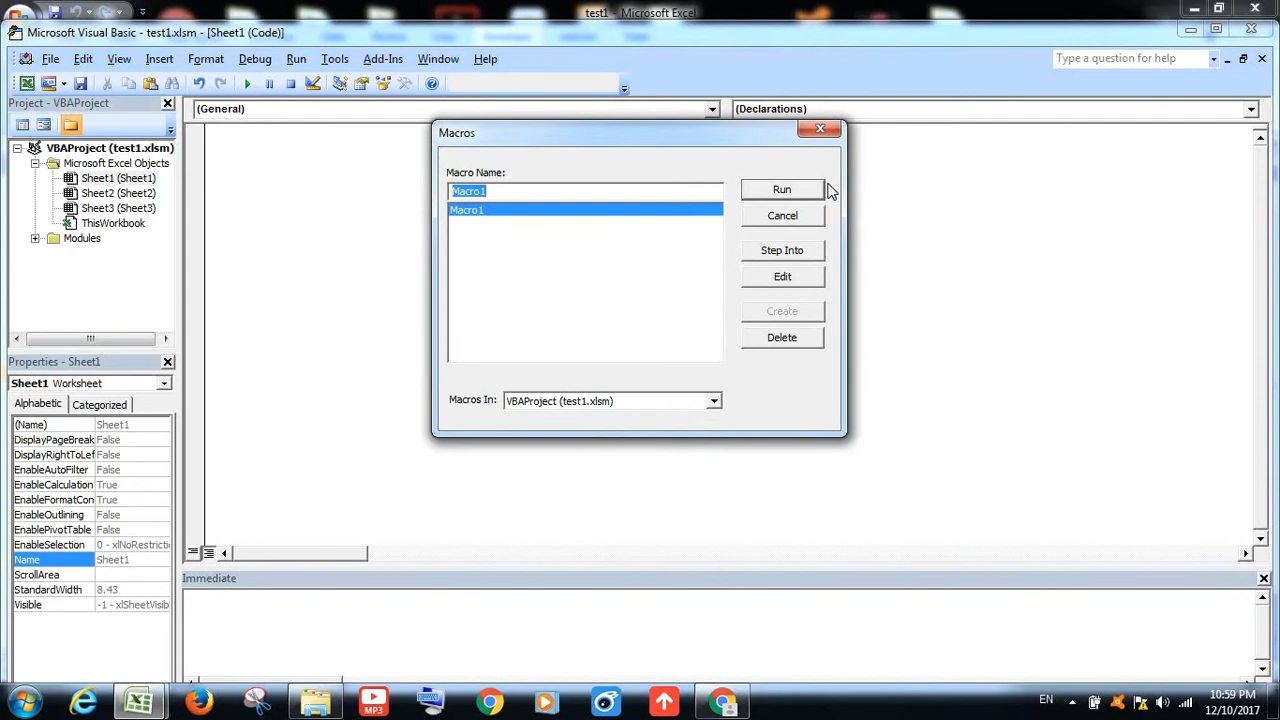 test1 - Microsoft Excel
Microsoft Visual Basic - test1.xlsm - [Sheet1 (Code)]
File Edit View Insert Format Debug Run Tools Add-Ins Window Help
Type a question for help
Project - VBAProject
(General)
(Declarations)
VBAProject (test1.xlsm)
Microsoft Excel Objects
Sheet1 (Sheet1)
Sheet2 (Sheet2)
Sheet3 (Sheet3)
ThisWorkbook
Modules
Macros
Macro Name:
Macro1
Macro1
Run
Cancel
Step Into
Edit
Create
Delete
Macros In: VBAProject (test1.xlsm)
Properties - Sheet1
Sheet1 Worksheet
Alphabetic Categorized
(Name) Sheet1
DisplayPageBreak False
DisplayRightToLef False
EnableAutoFilter False
EnableCalculation True
EnableFormatCon True
EnableOutlining False
EnablePivotTable False
EnableSelection 0 - xlNoRestricti
Name Sheet1
ScrollArea
StandardWidth 8.43
Visible -1 - xlSheetVisib
Immediate
MP3
EN
10:59 PM
12/10/2017